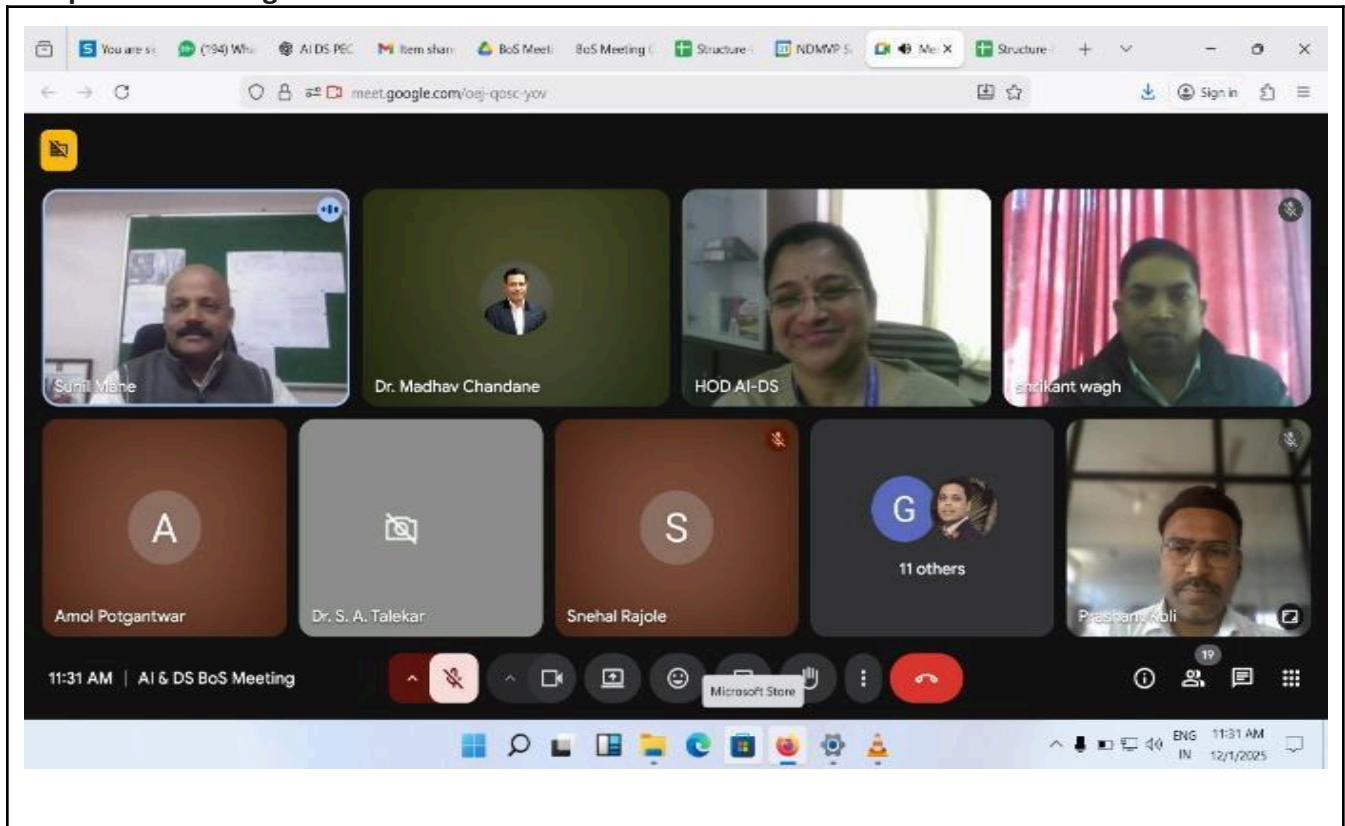 You are s (194) Wh AI DS PEC Item shar BoS Meeti BoS Meeting ( Structure- NDMVP S Me Structure-
meet.google.com/oej-qosc-yov Sign in
Sunil Mane Dr. Madhav Chandane HOD AI-DS shrikant wagh
A S G 11 others
Amol Potgantwar Dr. S. A. Talekar Snehal Rajole Prashant Koli
11:31 AM | AI & DS BoS Meeting 19
Microsoft Store
ENG 11:31 AM
IN 12/1/2025